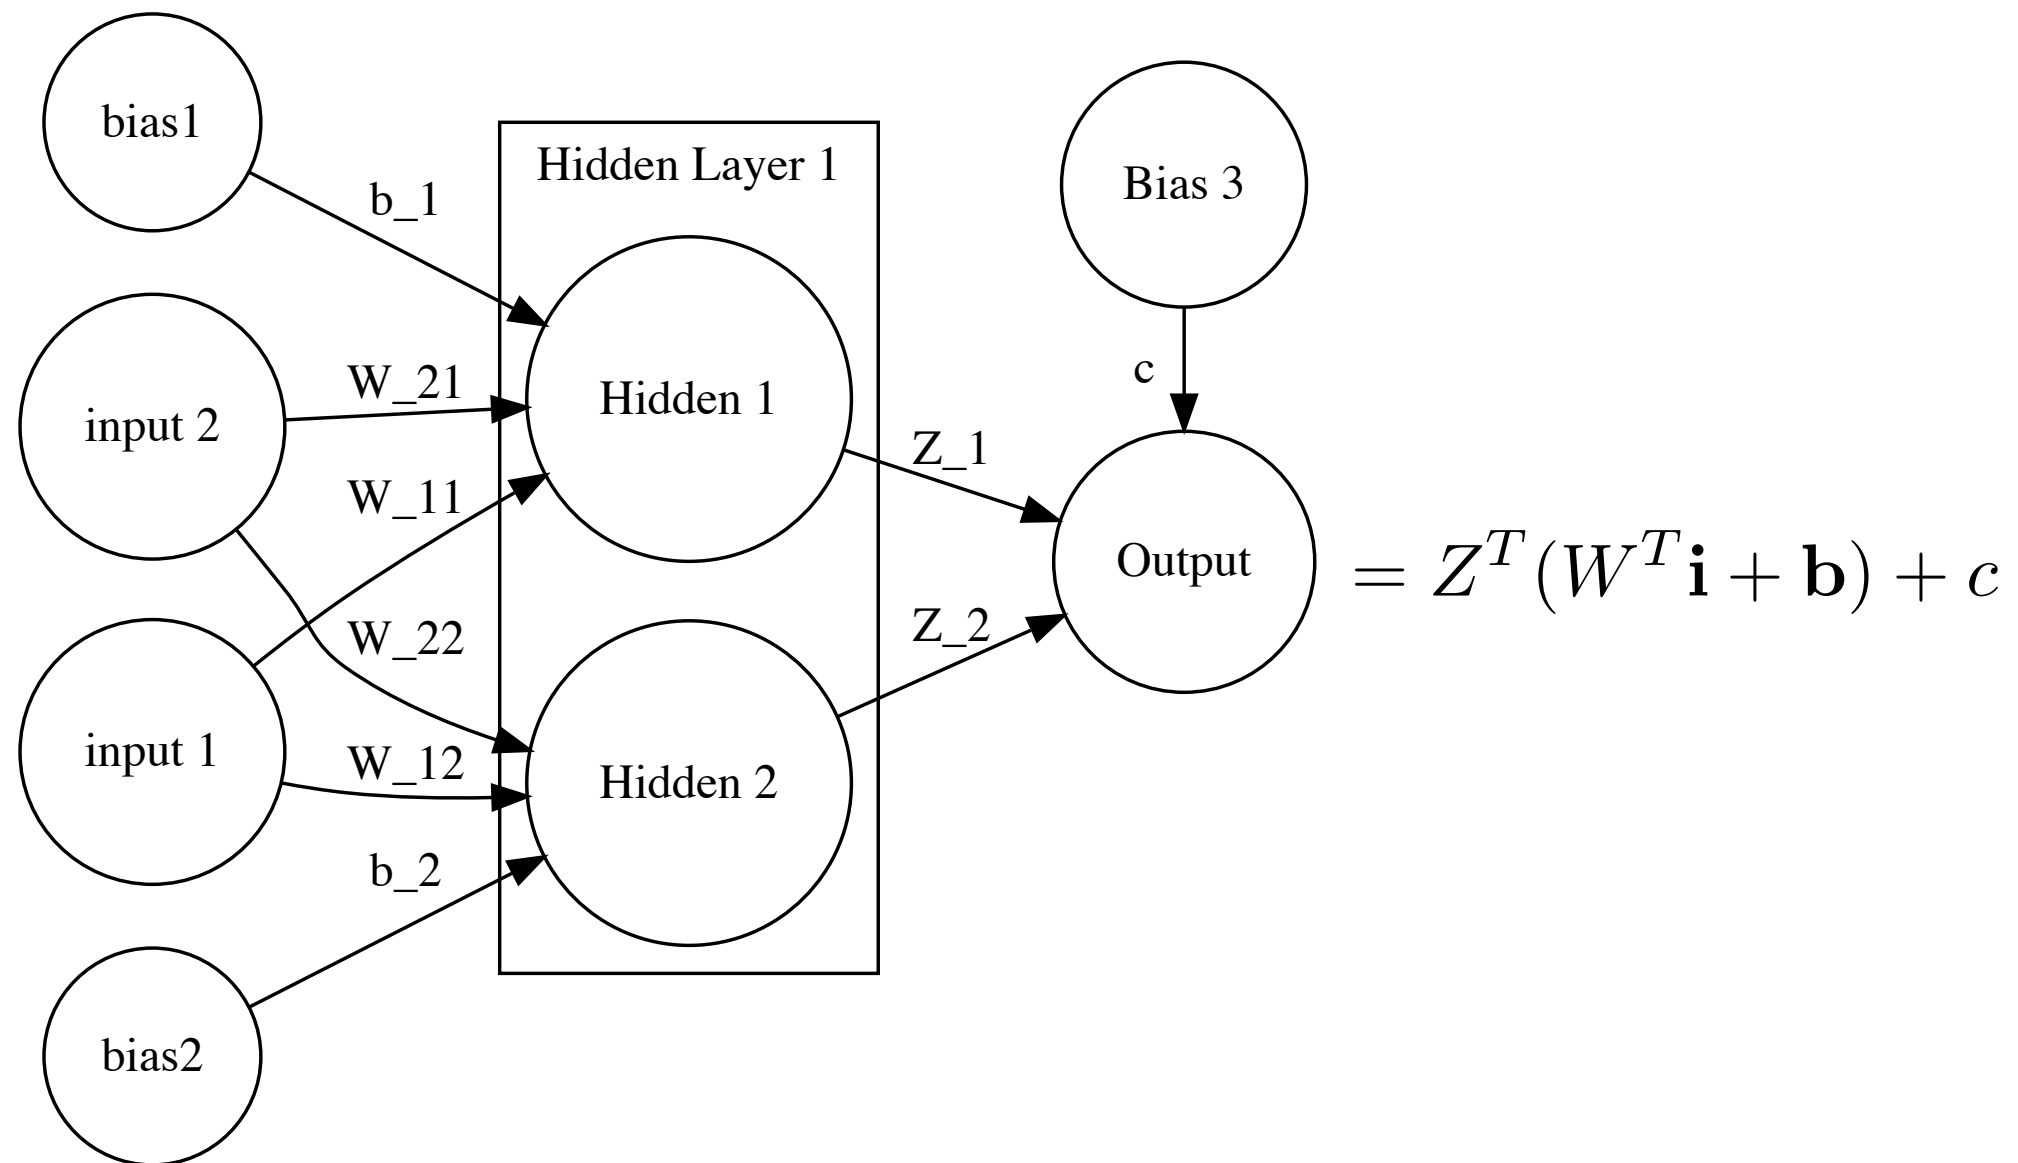 bias1
b_1
input 2
W_21
W_11
input 1
W_22
W_12
bias2
b_2
Hidden Layer 1
Hidden 1
Hidden 2
Z_1
Z_2
Bias 3
c
Output
= Z^T(W^T i + b) + c